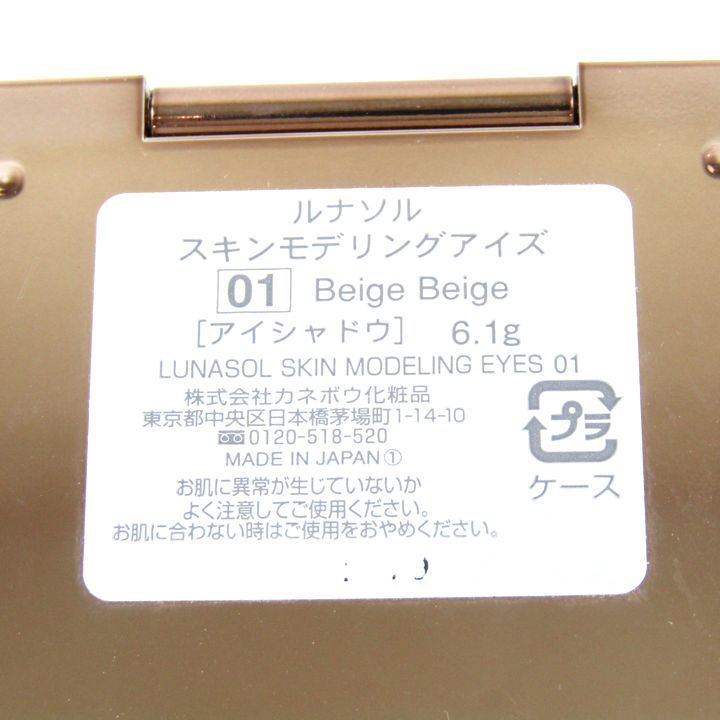 ルナソル
スキンモデリングアイズ
01 Beige Beige
[アイシャドウ] 6.1g
LUNASOL SKIN MODELING EYES 01
株式会社カネボウ化粧品
東京都中央区日本橋茅場町1-14-10
0120-518-520
MADE IN JAPAN①
プラ
ケース
お肌に異常が生じていないか
よく注意してご使用ください。
お肌に合わない時はご使用をおやめください。